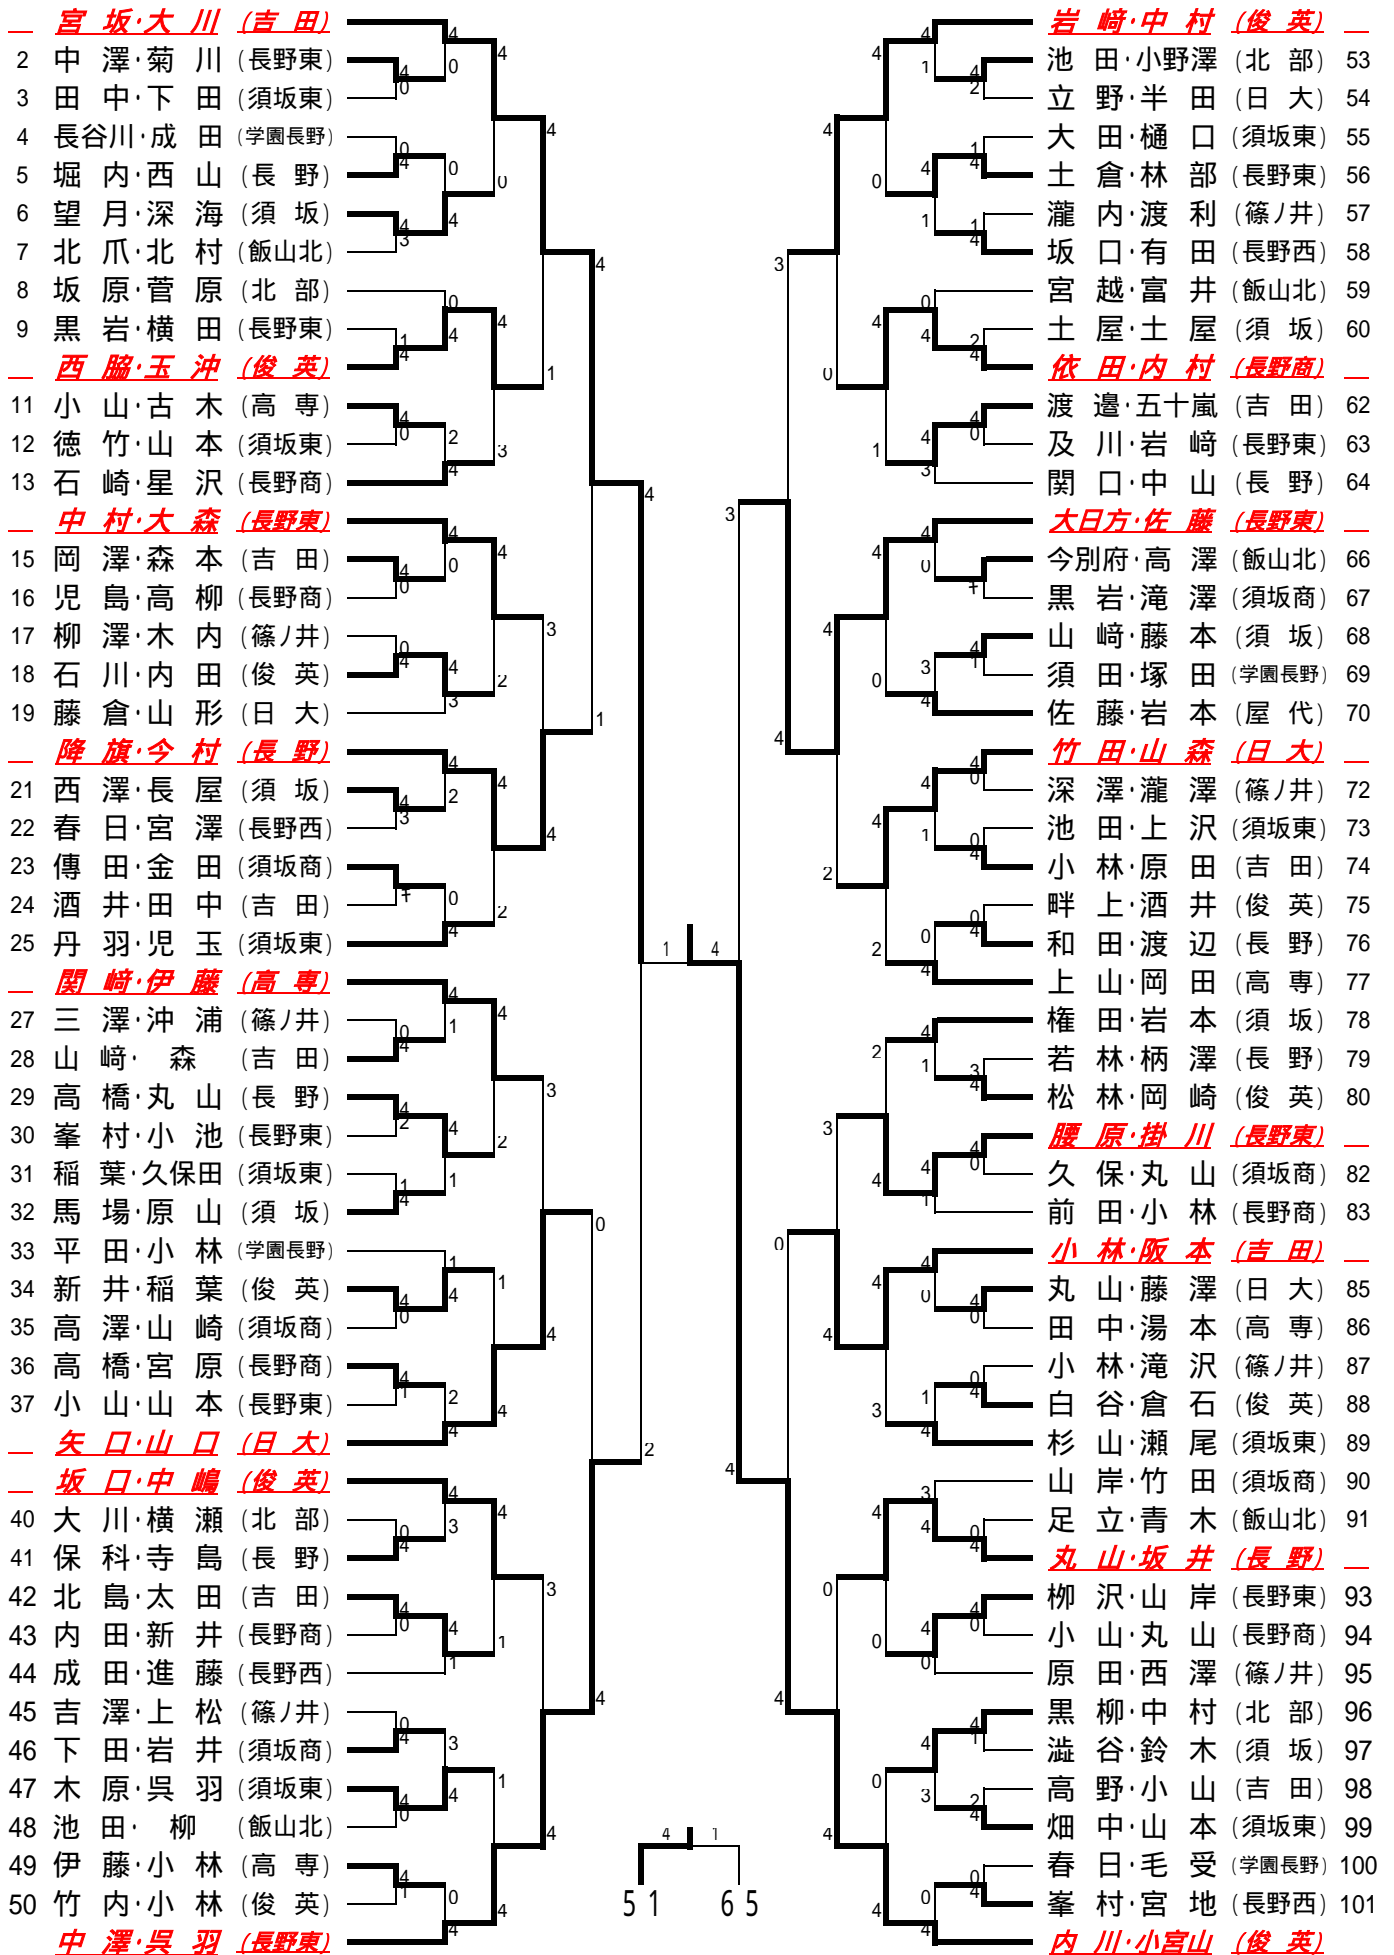 宮坂・大川 (吉田)
2 中澤・菊川 (長野東)
3 田中・下田 (須坂東)
4 長谷川・成田 (学園長野)
5 堀内・西山 (長野)
6 望月・深海 (須坂)
7 北爪・北村 (飯山北)
8 坂原・菅原 (北部)
9 黒岩・横田 (長野東)
西脇・玉沖 (俊英)
11 小山・古木 (高専)
12 徳竹・山本 (須坂東)
13 石崎・星沢 (長野商)
中村・大森 (長野東)
15 岡澤・森本 (吉田)
16 児島・高柳 (長野商)
17 柳澤・木内 (篠ノ井)
18 石川・内田 (俊英)
19 藤倉・山形 (日大)
降旗・今村 (長野)
21 西澤・長屋 (須坂)
22 春日・宮澤 (長野西)
23 傳田・金田 (須坂商)
24 酒井・田中 (吉田)
25 丹羽・児玉 (須坂東)
関﨑・伊藤 (高専)
27 三澤・沖浦 (篠ノ井)
28 山﨑・森 (吉田)
29 高橋・丸山 (長野)
30 峯村・小池 (長野東)
31 稲葉・久保田 (須坂東)
32 馬場・原山 (須坂)
33 平田・小林 (学園長野)
34 新井・稲葉 (俊英)
35 高澤・山崎 (須坂商)
36 高橋・宮原 (長野商)
37 小山・山本 (長野東)
矢口・山口 (日大)
坂口・中嶋 (俊英)
40 大川・横瀬 (北部)
41 保科・寺島 (長野)
42 北島・太田 (吉田)
43 内田・新井 (長野商)
44 成田・進藤 (長野西)
45 吉澤・上松 (篠ノ井)
46 下田・岩井 (須坂商)
47 木原・呉羽 (須坂東)
48 池田・柳 (飯山北)
49 伊藤・小林 (高専)
50 竹内・小林 (俊英)
中澤・呉羽 (長野東)
1 4
4 1
51 65
岩﨑・中村 (俊英)
池田・小野澤 (北部) 53
立野・半田 (日大) 54
大田・樋口 (須坂東) 55
土倉・林部 (長野東) 56
瀧内・渡利 (篠ノ井) 57
坂口・有田 (長野西) 58
宮越・富井 (飯山北) 59
土屋・土屋 (須坂) 60
依田・内村 (長野商)
渡邉・五十嵐 (吉田) 62
及川・岩﨑 (長野東) 63
関口・中山 (長野) 64
大日方・佐藤 (長野東)
今別府・高澤 (飯山北) 66
黒岩・滝澤 (須坂商) 67
山﨑・藤本 (須坂) 68
須田・塚田 (学園長野) 69
佐藤・岩本 (屋代) 70
竹田・山森 (日大)
深澤・瀧澤 (篠ノ井) 72
池田・上沢 (須坂東) 73
小林・原田 (吉田) 74
畔上・酒井 (俊英) 75
和田・渡辺 (長野) 76
上山・岡田 (高専) 77
権田・岩本 (須坂) 78
若林・柄澤 (長野) 79
松林・岡崎 (俊英) 80
腰原・掛川 (長野東)
久保・丸山 (須坂商) 82
前田・小林 (長野商) 83
小林・阪本 (吉田)
丸山・藤澤 (日大) 85
田中・湯本 (高専) 86
小林・滝沢 (篠ノ井) 87
白谷・倉石 (俊英) 88
杉山・瀬尾 (須坂東) 89
山岸・竹田 (須坂商) 90
足立・青木 (飯山北) 91
丸山・坂井 (長野)
柳沢・山岸 (長野東) 93
小山・丸山 (長野商) 94
原田・西澤 (篠ノ井) 95
黒柳・中村 (北部) 96
澁谷・鈴木 (須坂) 97
高野・小山 (吉田) 98
畑中・山本 (須坂東) 99
春日・毛受 (学園長野) 100
峯村・宮地 (長野西) 101
内川・小宮山 (俊英)